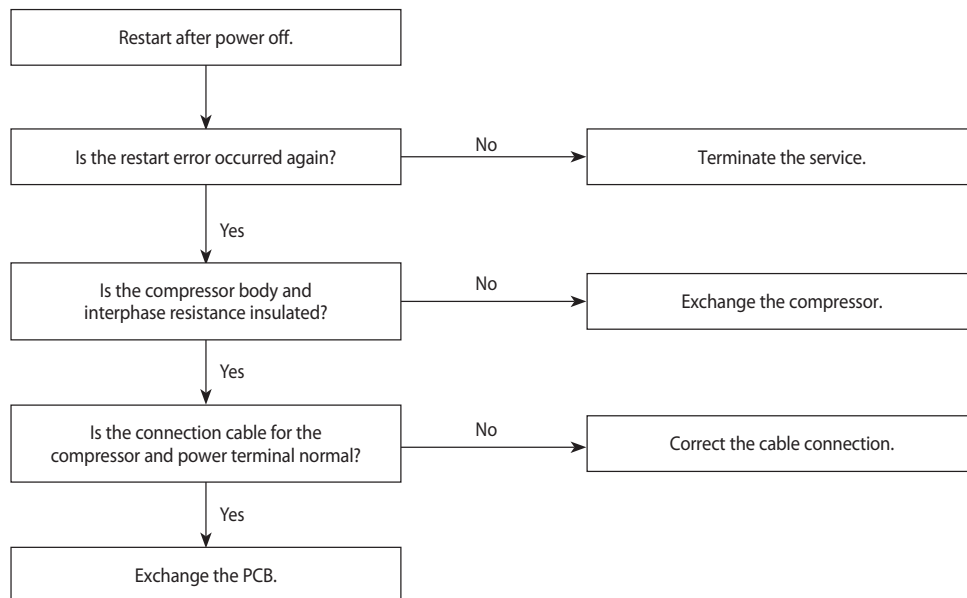 Restart after power off.
Is the restart error occurred again?
No
Terminate the service.
Yes
Is the compressor body and
interphase resistance insulated?
No
Exchange the compressor.
Yes
Is the connection cable for the
compressor and power terminal normal?
No
Correct the cable connection.
Yes
Exchange the PCB.